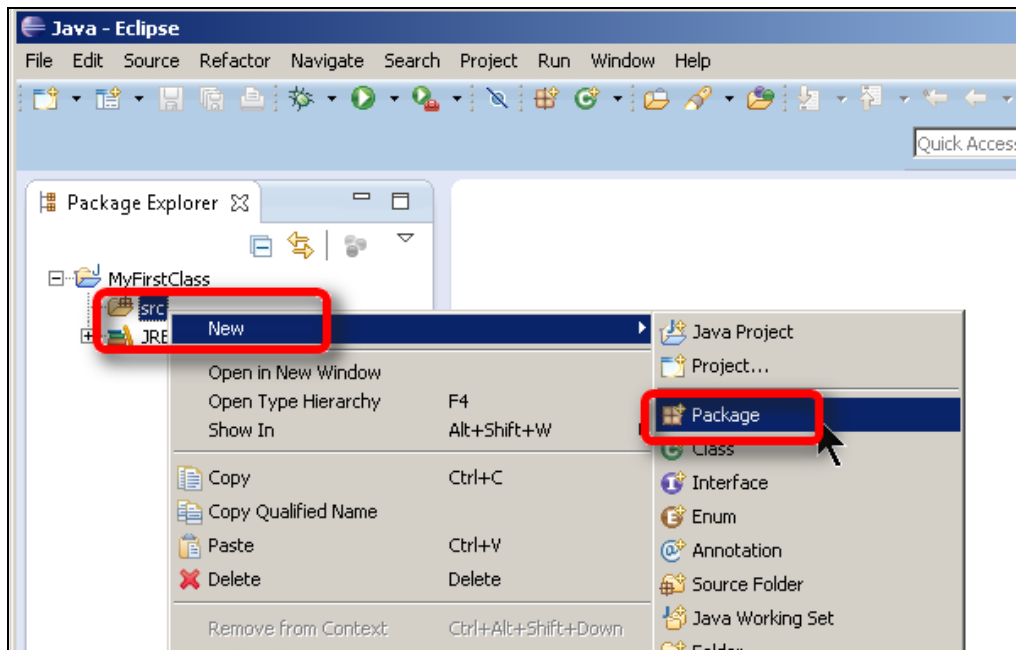 Java - Eclipse
File Edit Source Refactor Navigate Search Project Run Window Help
Quick Access
Package Explorer
MyFirstClass
src
JRE
New
Open in New Window
Open Type Hierarchy F4
Show In Alt+Shift+W
Copy Ctrl+C
Copy Qualified Name
Paste Ctrl+V
Delete Delete
Remove from Context Ctrl+Alt+Shift+Down
Java Project
Project...
Package
Class
Interface
Enum
Annotation
Source Folder
Java Working Set
Folder